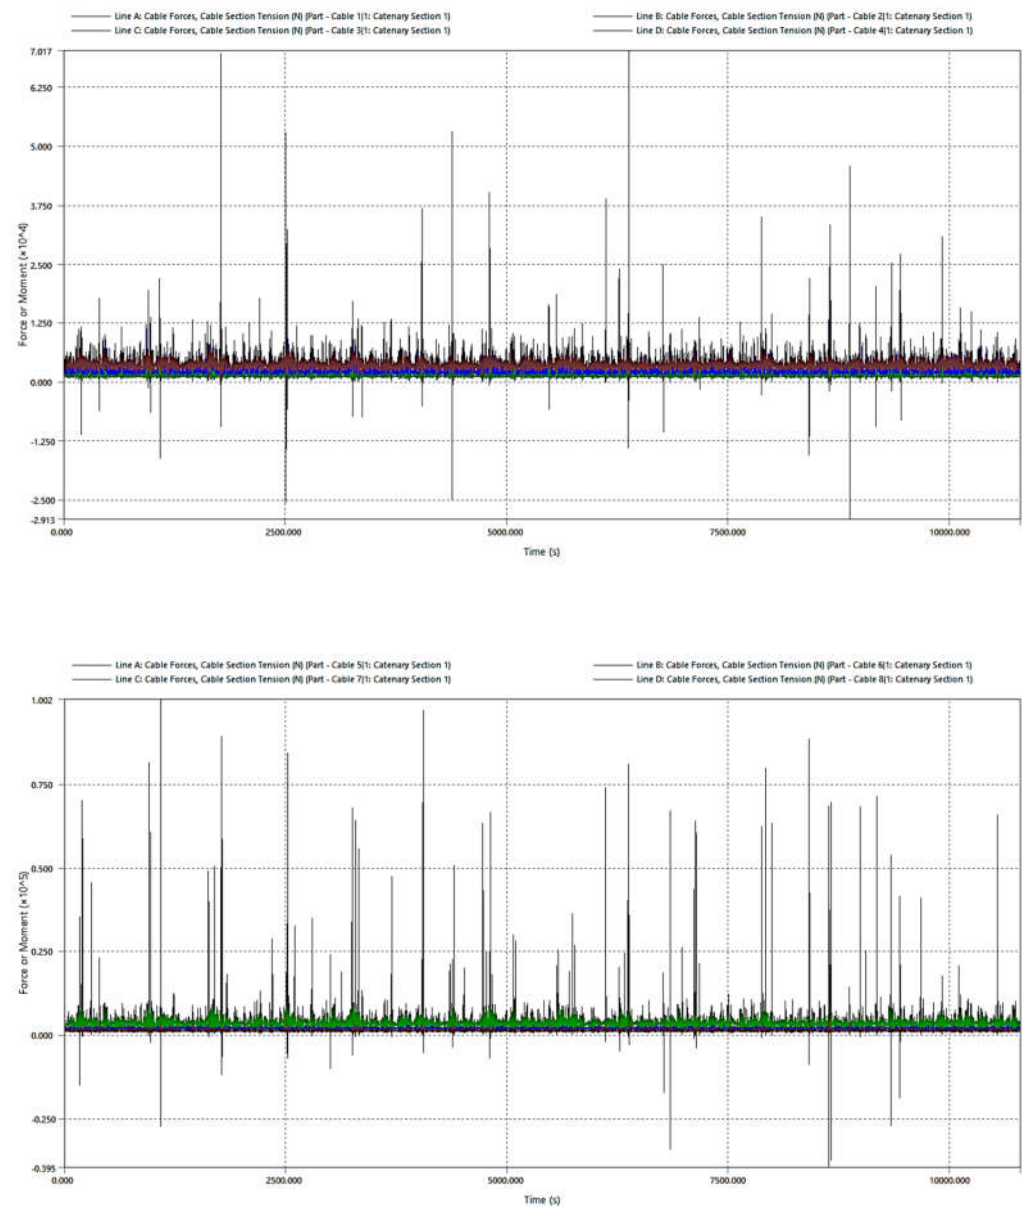 Line A: Cable Forces, Cable Section Tension (N) (Part - Cable 1|1: Catenary Section 1)
Line B: Cable Forces, Cable Section Tension (N) (Part - Cable 2|1: Catenary Section 1)
Line C: Cable Forces, Cable Section Tension (N) (Part - Cable 3|1: Catenary Section 1)
Line D: Cable Forces, Cable Section Tension (N) (Part - Cable 4|1: Catenary Section 1)
7.017
6.250
5.000
3.750
2.500
1.250
0.000
-1.250
-2.500
-2.913
Force or Moment (×10^4)
0.000
2500.000
5000.000
7500.000
10000.000
Time (s)
Line A: Cable Forces, Cable Section Tension (N) (Part - Cable 5|1: Catenary Section 1)
Line B: Cable Forces, Cable Section Tension (N) (Part - Cable 6|1: Catenary Section 1)
Line C: Cable Forces, Cable Section Tension (N) (Part - Cable 7|1: Catenary Section 1)
Line D: Cable Forces, Cable Section Tension (N) (Part - Cable 8|1: Catenary Section 1)
1.002
0.750
0.500
0.250
0.000
-0.250
-0.395
Force or Moment (×10^5)
0.000
2500.000
5000.000
7500.000
10000.000
Time (s)